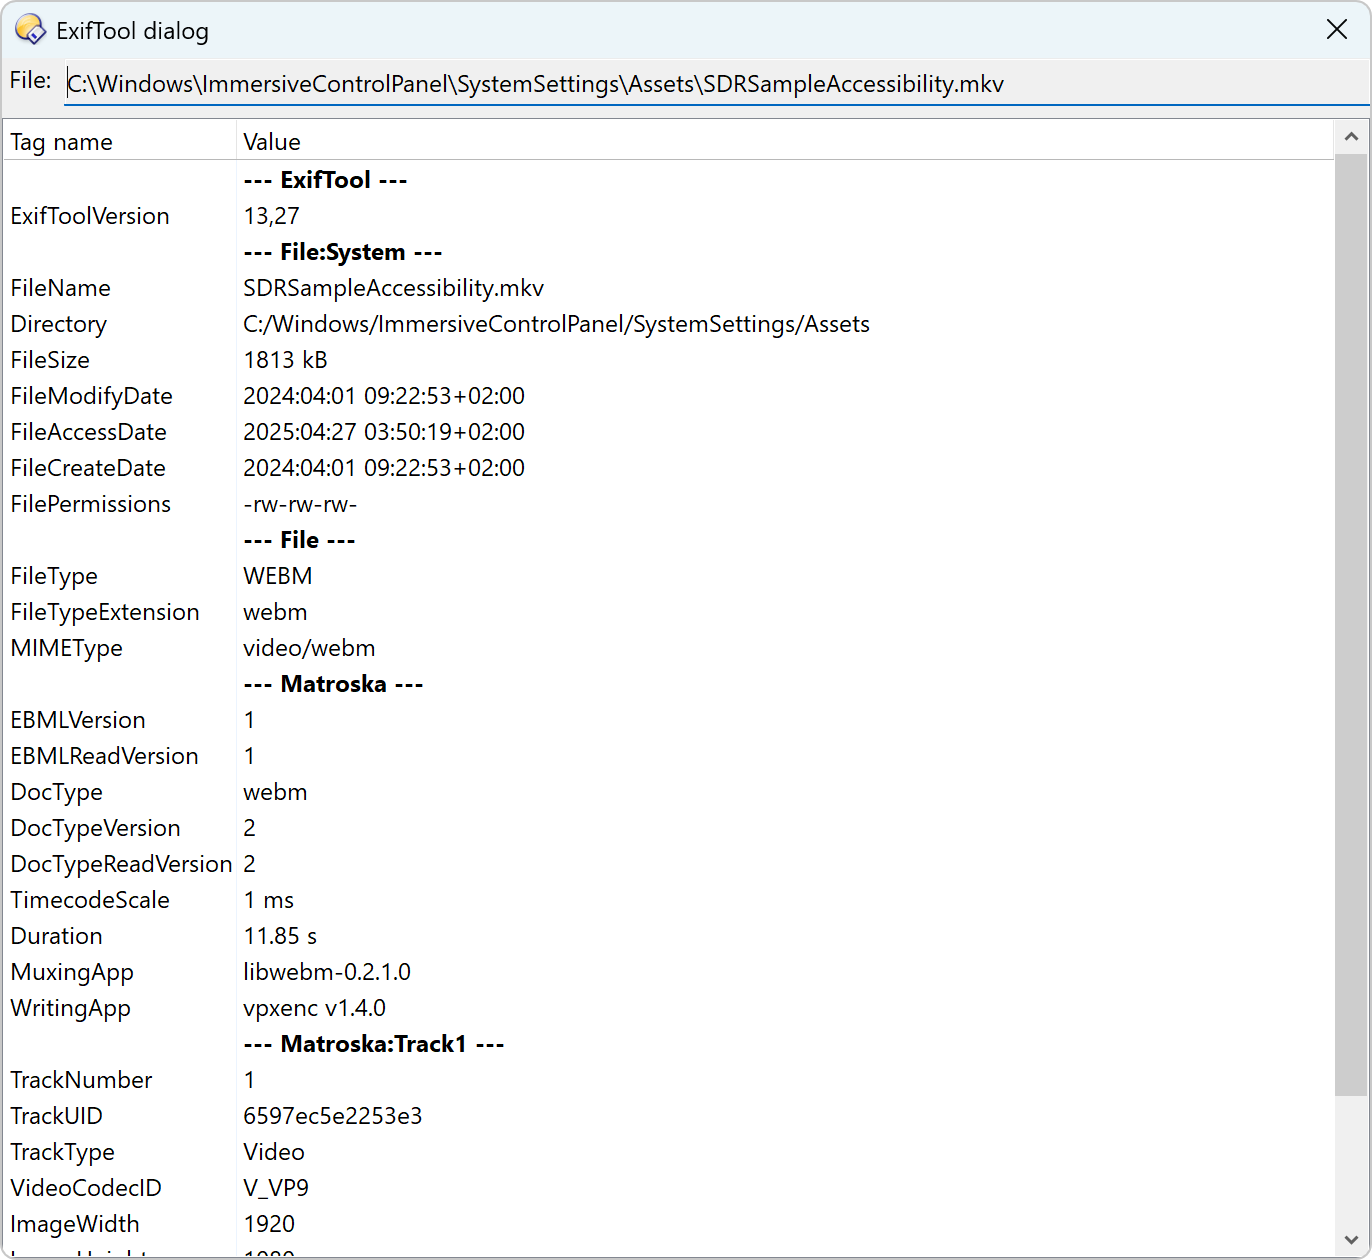 ExifTool dialog
File: C:\Windows\ImmersiveControlPanel\SystemSettings\Assets\SDRSampleAccessibility.mkv
Tag name Value
--- ExifTool ---
ExifToolVersion 13,27
--- File:System ---
FileName SDRSampleAccessibility.mkv
Directory C:/Windows/ImmersiveControlPanel/SystemSettings/Assets
FileSize 1813 kB
FileModifyDate 2024:04:01 09:22:53+02:00
FileAccessDate 2025:04:27 03:50:19+02:00
FileCreateDate 2024:04:01 09:22:53+02:00
FilePermissions -rw-rw-rw-
--- File ---
FileType WEBM
FileTypeExtension webm
MIMEType video/webm
--- Matroska ---
EBMLVersion 1
EBMLReadVersion 1
DocType webm
DocTypeVersion 2
DocTypeReadVersion 2
TimecodeScale 1 ms
Duration 11.85 s
MuxingApp libwebm-0.2.1.0
WritingApp vpxenc v1.4.0
--- Matroska:Track1 ---
TrackNumber 1
TrackUID 6597ec5e2253e3
TrackType Video
VideoCodecID V_VP9
ImageWidth 1920